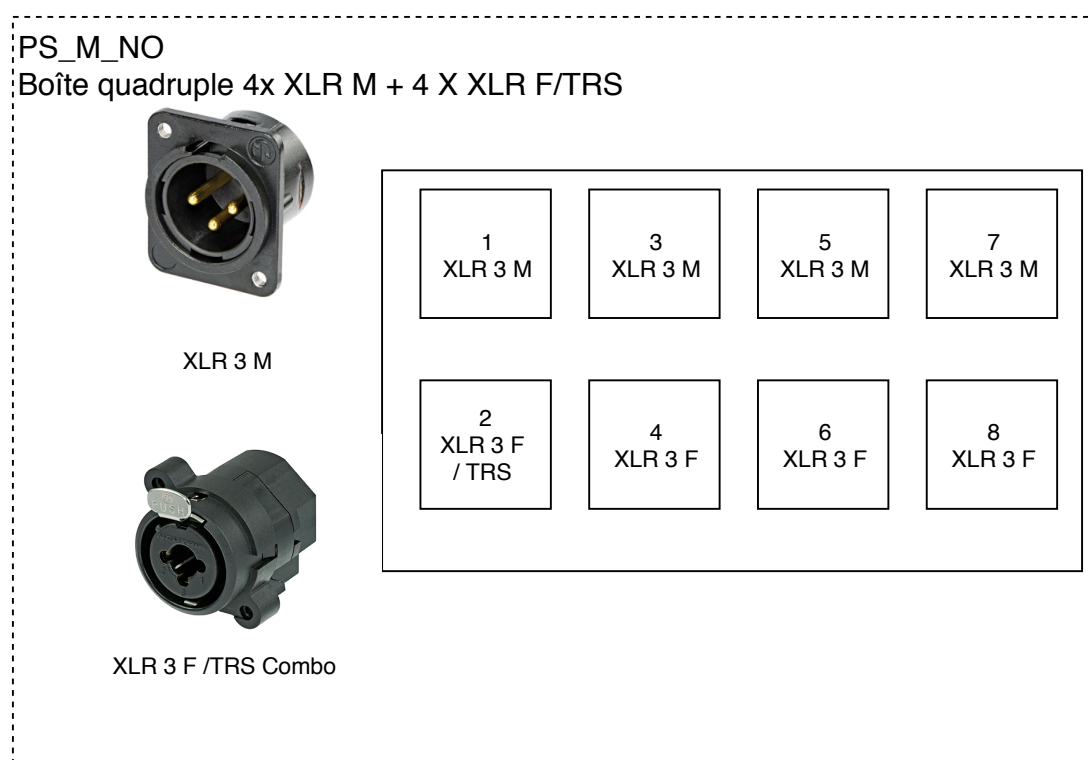 PS_M_NO
Boîte quadruple 4x XLR M + 4 X XLR F/TRS
XLR 3 M
1
XLR 3 M
3
XLR 3 M
5
XLR 3 M
7
XLR 3 M
2
XLR 3 F
/ TRS
4
XLR 3 F
6
XLR 3 F
8
XLR 3 F
PUSH
XLR 3 F /TRS Combo